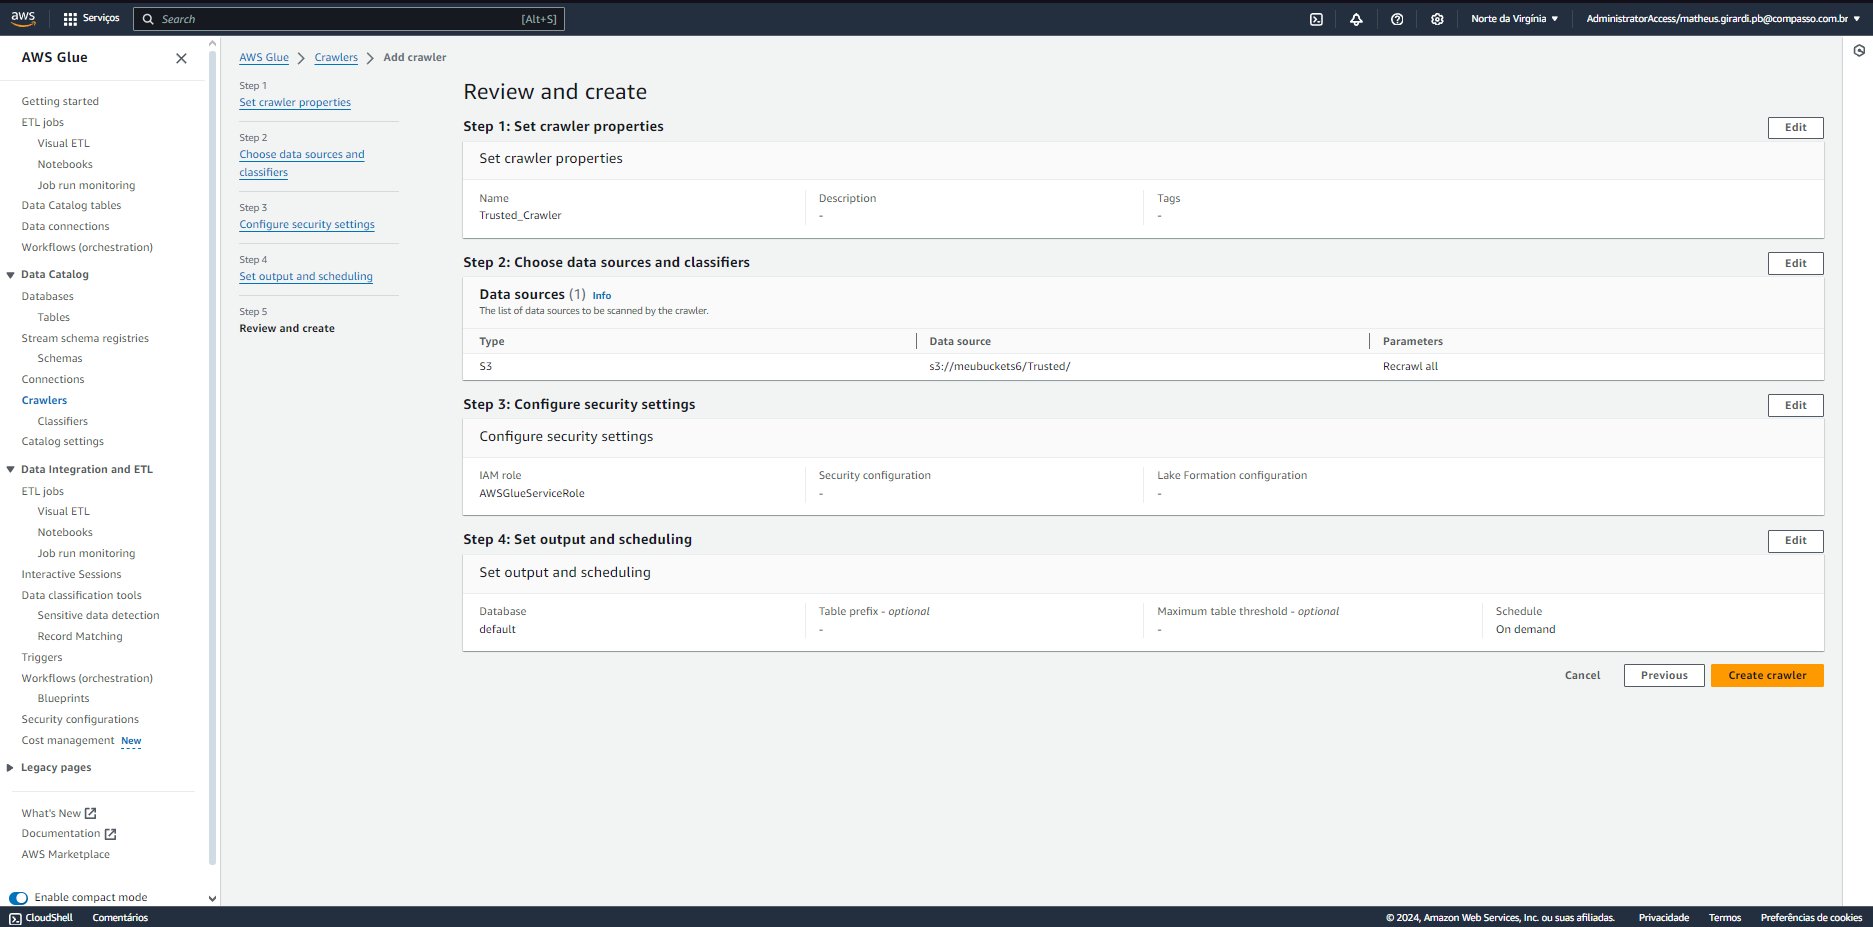 aws
Serviços
Search
[Alt+S]
Norte da Virgínia
AdministratorAccess/matheus.girardi.pb@compasso.com.br
AWS Glue
Getting started
ETL jobs
Visual ETL
Notebooks
Job run monitoring
Data Catalog tables
Data connections
Workflows (orchestration)
Data Catalog
Databases
Tables
Stream schema registries
Schemas
Connections
Crawlers
Classifiers
Catalog settings
Data Integration and ETL
ETL jobs
Visual ETL
Notebooks
Job run monitoring
Interactive Sessions
Data classification tools
Sensitive data detection
Record Matching
Triggers
Workflows (orchestration)
Blueprints
Security configurations
Cost management New
Legacy pages
What's New
Documentation
AWS Marketplace
Enable compact mode
AWS Glue
Crawlers
Add crawler
Step 1
Set crawler properties
Step 2
Choose data sources and
classifiers
Step 3
Configure security settings
Step 4
Set output and scheduling
Step 5
Review and create
Review and create
Step 1: Set crawler properties
Edit
Set crawler properties
Name
Trusted_Crawler
Description
-
Tags
-
Step 2: Choose data sources and classifiers
Edit
Data sources (1) Info
The list of data sources to be scanned by the crawler.
Type
Data source
Parameters
S3
s3://meubuckets6/Trusted/
Recrawl all
Step 3: Configure security settings
Edit
Configure security settings
IAM role
AWSGlueServiceRole
Security configuration
-
Lake Formation configuration
-
Step 4: Set output and scheduling
Edit
Set output and scheduling
Database
default
Table prefix - optional
-
Maximum table threshold - optional
-
Schedule
On demand
Cancel
Previous
Create crawler
CloudShell
Comentários
© 2024, Amazon Web Services, Inc. ou suas afiliadas.
Privacidade
Termos
Preferências de cookies